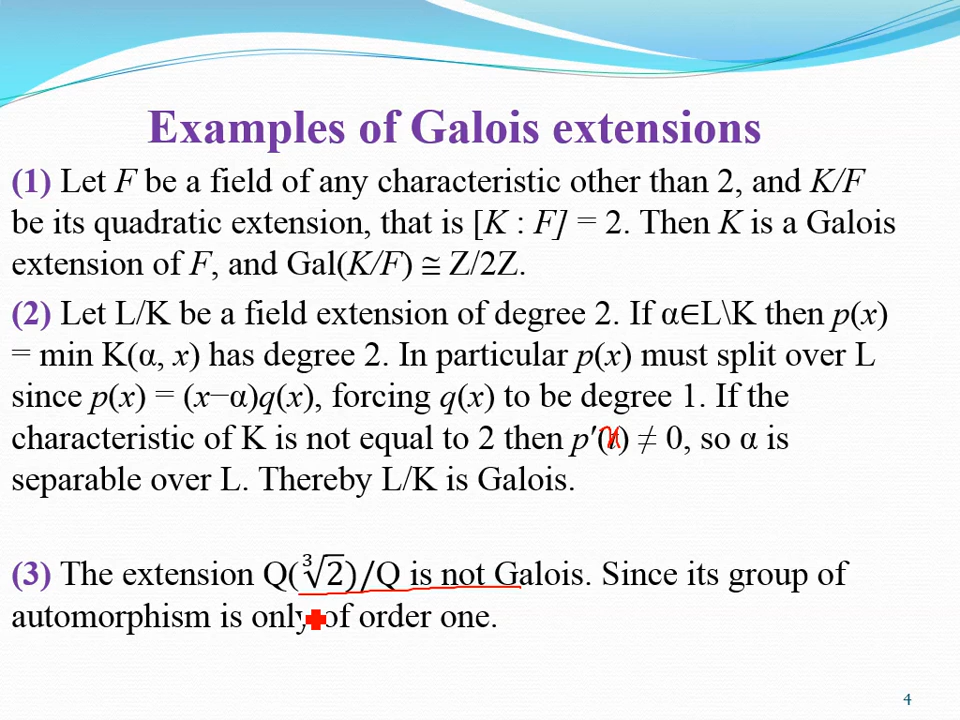 Examples of Galois extensions
(1) Let F be a field of any characteristic other than 2, and K/F
be its quadratic extension, that is [K : F] = 2. Then K is a Galois
extension of F, and Gal(K/F) ≅ Z/2Z.
(2) Let L/K be a field extension of degree 2. If α∈L\K then p(x)
= min K(α, x) has degree 2. In particular p(x) must split over L
since p(x) = (x−α)q(x), forcing q(x) to be degree 1. If the
characteristic of K is not equal to 2 then p′(x) ≠ 0, so α is
separable over L. Thereby L/K is Galois.
(3) The extension Q(∛2)/Q is not Galois. Since its group of
automorphism is only of order one.
4